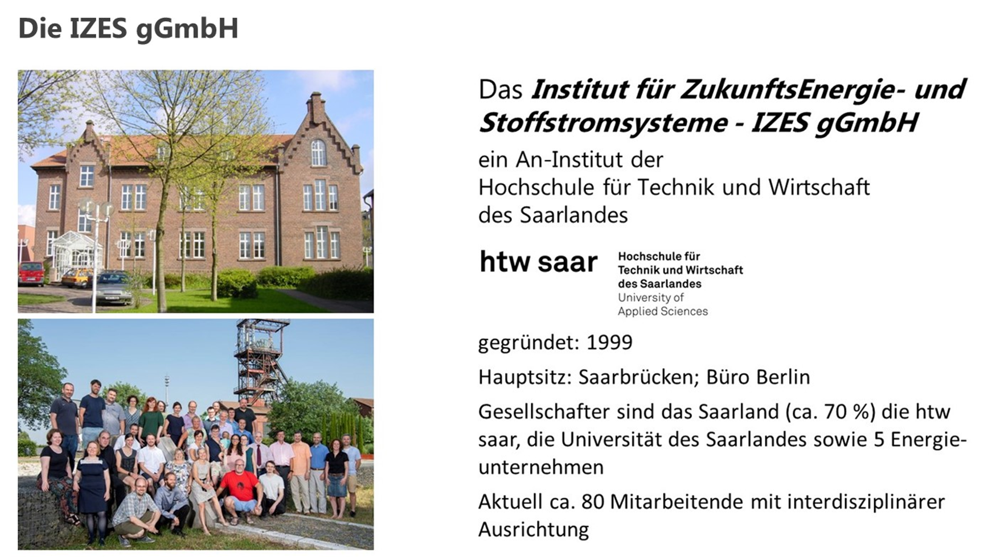 Die IZES gGmbH
Das Institut für ZukunftsEnergie- und
Stoffstromsysteme - IZES gGmbH
ein An-Institut der
Hochschule für Technik und Wirtschaft
des Saarlandes
htw saar
Hochschule für
Technik und Wirtschaft
des Saarlandes
University of
Applied Sciences
gegründet: 1999
Hauptsitz: Saarbrücken; Büro Berlin
Gesellschafter sind das Saarland (ca. 70 %) die htw
saar, die Universität des Saarlandes sowie 5 Energie-
unternehmen
Aktuell ca. 80 Mitarbeitende mit interdisziplinärer
Ausrichtung